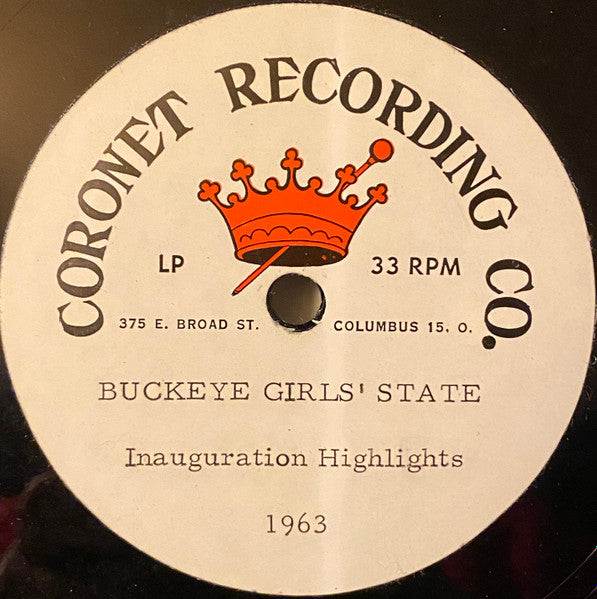 CORONET RECORDING CO.
LP 33 RPM
375 E. BROAD ST. COLUMBUS 15, O.
BUCKEYE GIRLS' STATE
Inauguration Highlights
1963